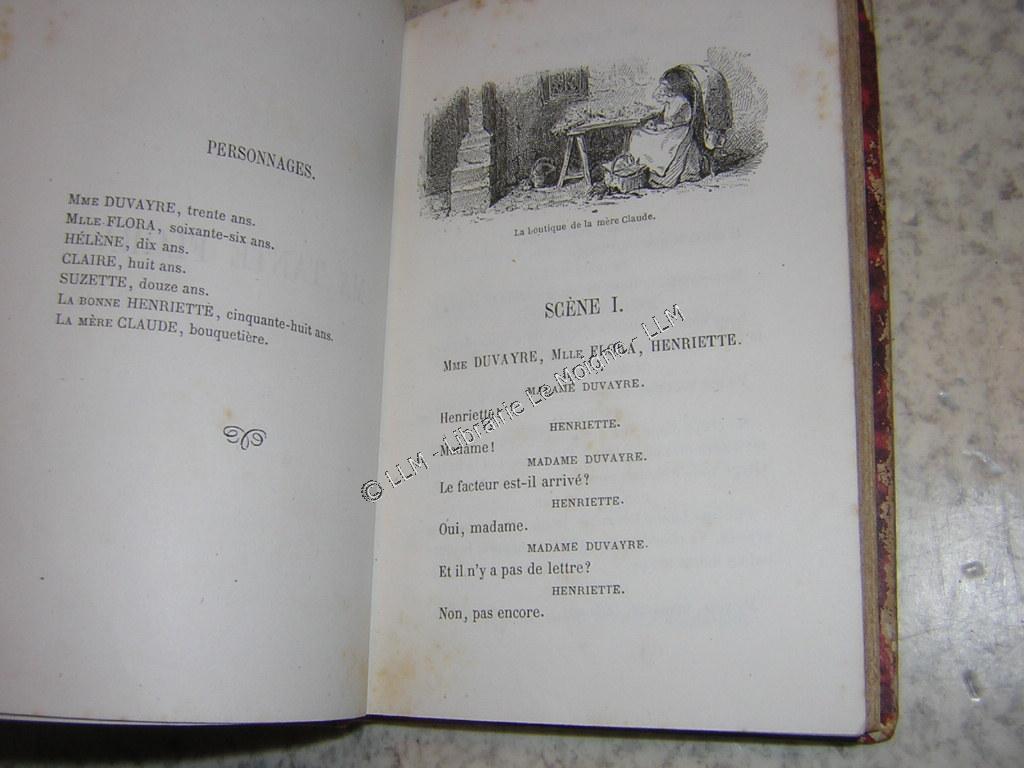 PERSONNAGES.
Mme DUVAYRE, trente ans.
Mlle FLORA, soixante-six ans.
HÉLÈNE, dix ans.
CLAIRE, huit ans.
SUZETTE, douze ans.
La bonne HENRIETTE, cinquante-huit ans.
La mère CLAUDE, bouquetière.
La boutique de la mère Claude.
SCÈNE I.
Mme DUVAYRE, Mlle FLORA, HENRIETTE.
MADAME DUVAYRE.
Henriette!
HENRIETTE.
Madame!
MADAME DUVAYRE.
Le facteur est-il arrivé?
HENRIETTE.
Oui, madame.
MADAME DUVAYRE.
Et il n'y a pas de lettre?
HENRIETTE.
Non, pas encore.
© LLM - Librairie Le Moigne - LLM